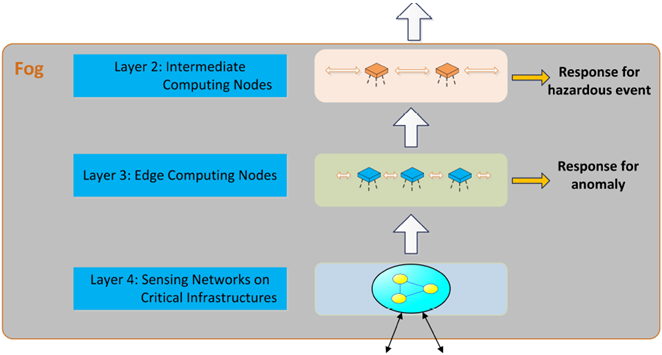 Fog
Layer 2: Intermediate
Computing Nodes
Response for
hazardous event
Layer 3: Edge Computing Nodes
Response for
anomaly
Layer 4: Sensing Networks on
Critical Infrastructures